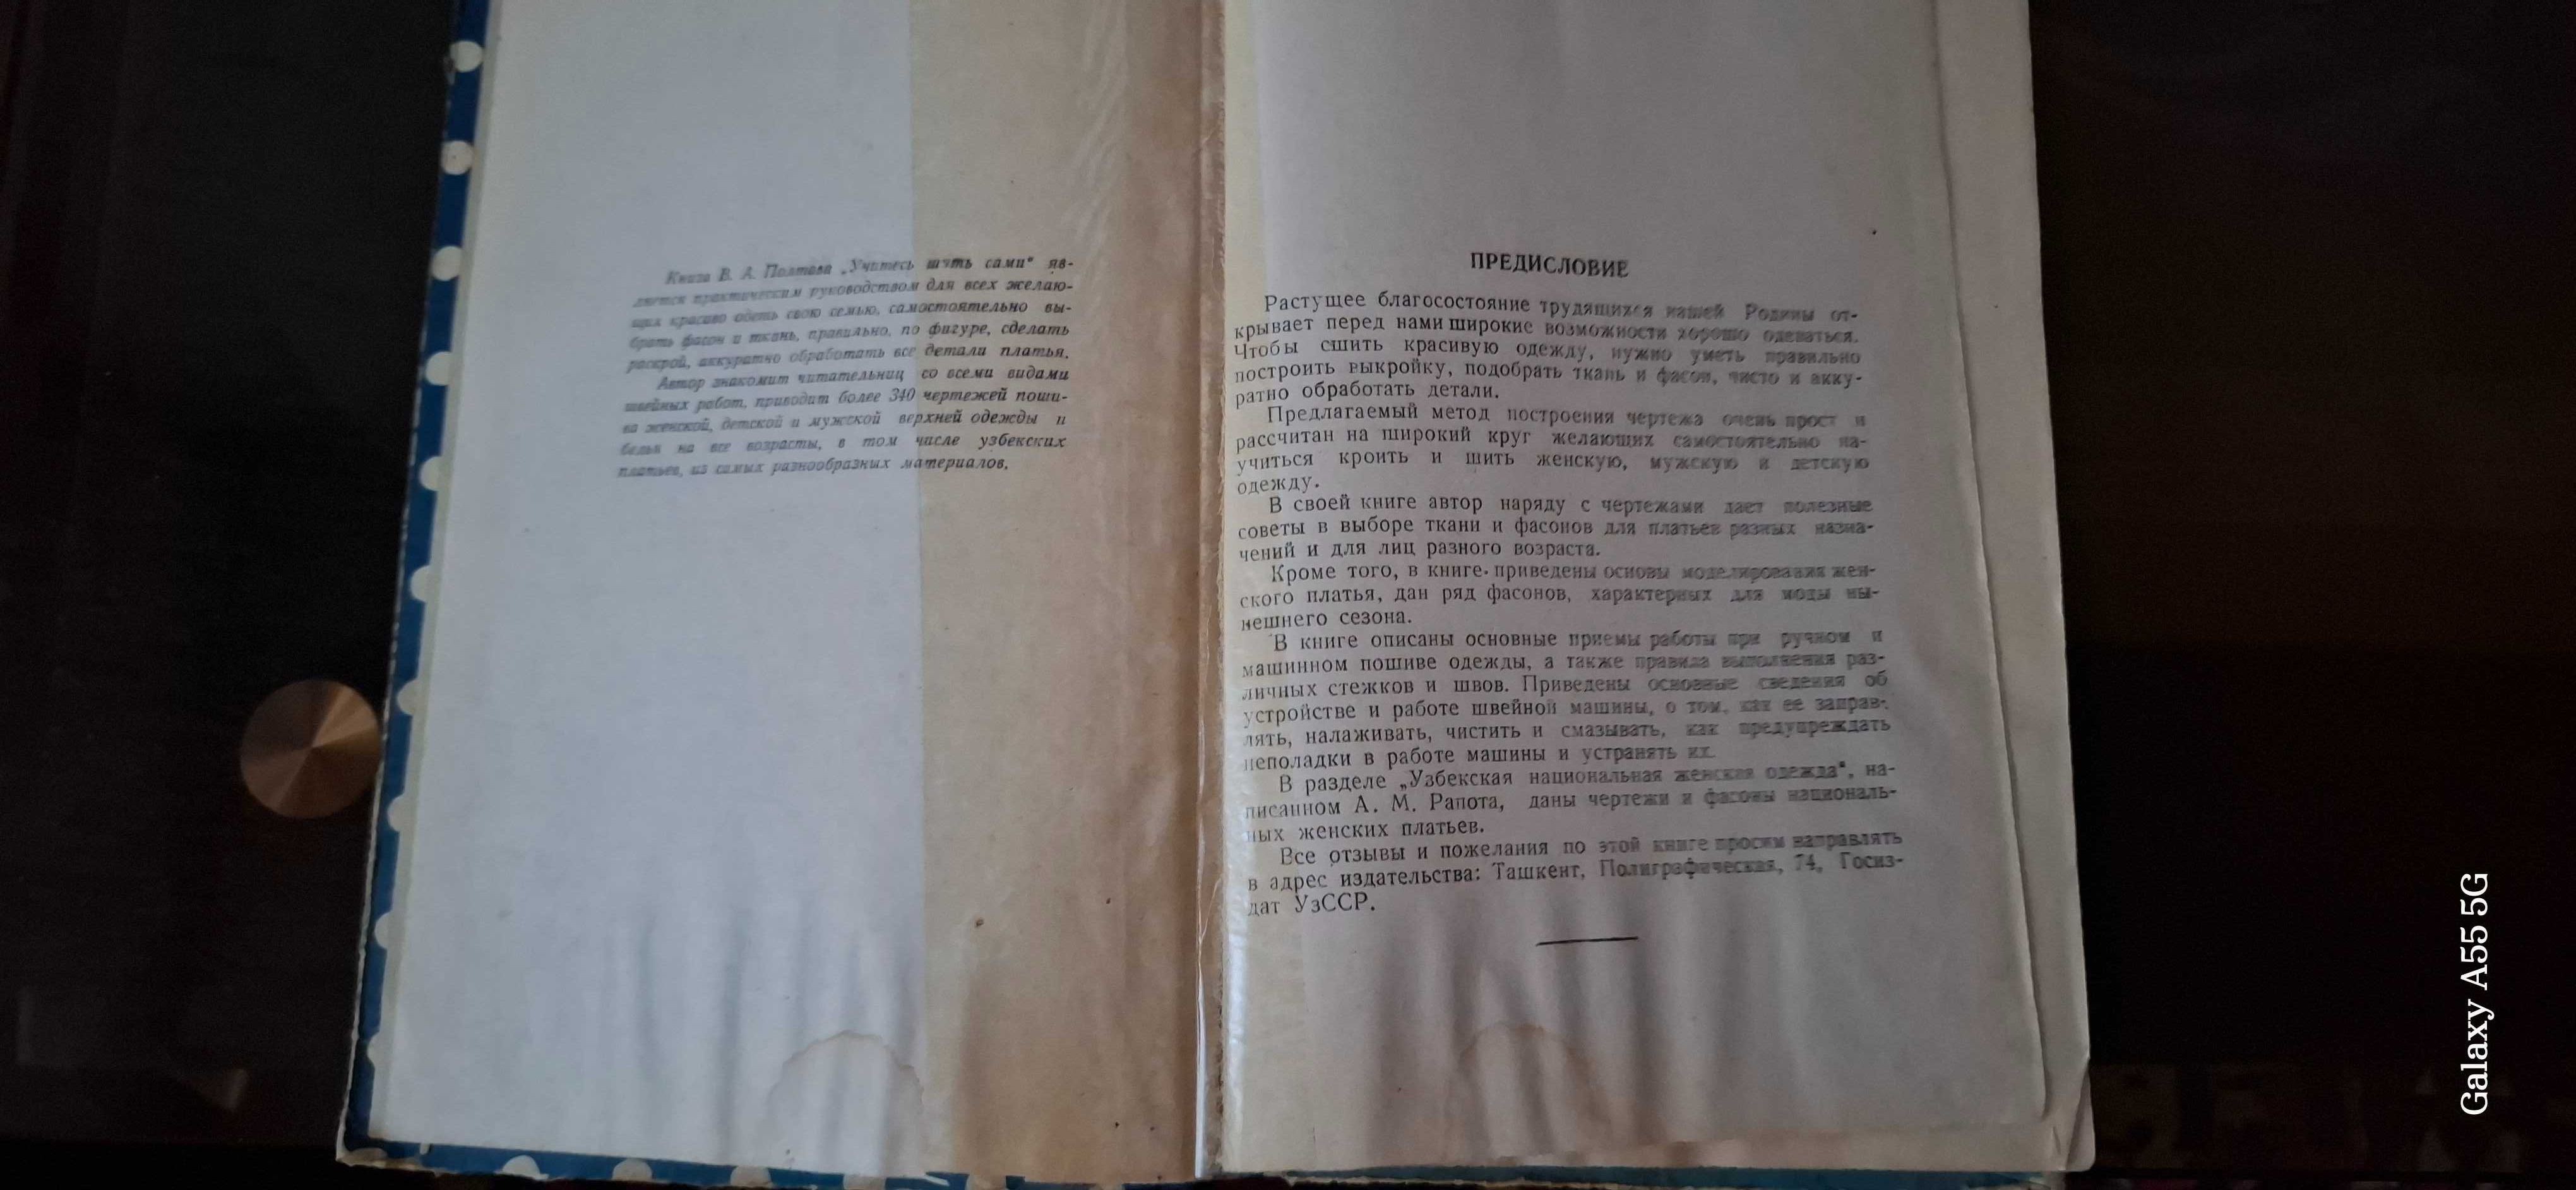 Книга В. А. Полтава „Учитесь шить сами" яв-
ляется практическим руководством для всех желаю-
щих красиво одеть свою семью, самостоятельно вы-
брать фасон и ткань, правильно, по фигуре, сделать
раскрой, аккуратно обработать все детали платья.
Автор знакомит читательниц со всеми видами
швейных работ, приводит более 340 чертежей поши-
ва женской, детской и мужской верхней одежды и
белья на все возрасты, в том числе узбекских
платьев, из самых разнообразных материалов.
ПРЕДИСЛОВИЕ
Растущее благосостояние трудящихся нашей Родины от-
крывает перед нами широкие возможности хорошо одеваться.
Чтобы сшить красивую одежду, нужно уметь правильно
построить выкройку, подобрать ткань и фасон, чисто и акку-
ратно обработать детали.
Предлагаемый метод построения чертежа очень прост и
рассчитан на широкий круг желающих самостоятельно на-
учиться кроить и шить женскую, мужскую и детскую
одежду.
В своей книге автор наряду с чертежами дает полезные
советы в выборе ткани и фасонов для платьев разных назна-
чений и для лиц разного возраста.
Кроме того, в книге приведены основы моделирования жен-
ского платья, дан ряд фасонов, характерных для моды ны-
нешнего сезона.
В книге описаны основные приемы работы при ручном и
машинном пошиве одежды, а также правила выполнения раз-
личных стежков и швов. Приведены основные сведения об
устройстве и работе швейной машины, о том, как ее заправ-
лять, налаживать, чистить и смазывать, как предупреждать
неполадки в работе машины и устранять их.
В разделе „Узбекская национальная женская одежда", на-
писанном А. М. Рапота, даны чертежи и фасоны националь-
ных женских платьев.
Все отзывы и пожелания по этой книге просим направлять
в адрес издательства: Ташкент, Полиграфическая, 74, Госиз-
дат УзССР.
Galaxy A55 5G